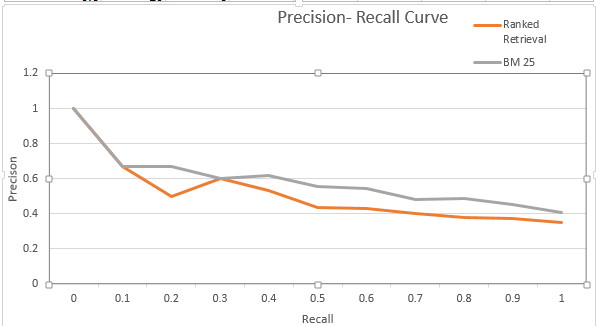 Precision- Recall Curve
Ranked
Retrieval
BM 25
1.2
1
0.8
0.6
0.4
0.2
0
Precison
0 0.1 0.2 0.3 0.4 0.5 0.6 0.7 0.8 0.9 1
Recall